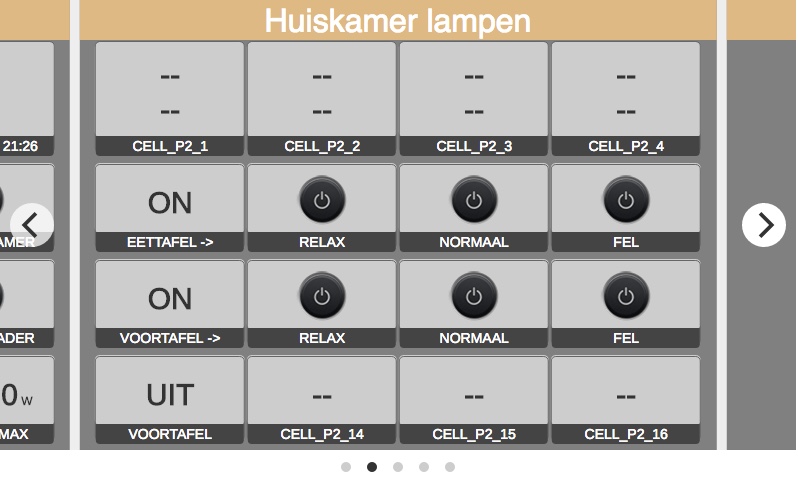 Huiskamer lampen
-- -- -- --
-- -- -- --
21:26 CELL_P2_1 CELL_P2_2 CELL_P2_3 CELL_P2_4
ON
AMER EETTAFEL -> RELAX NORMAAL FEL
ON
ADER VOORTAFEL -> RELAX NORMAAL FEL
0 w UIT -- -- --
MAX VOORTAFEL CELL_P2_14 CELL_P2_15 CELL_P2_16